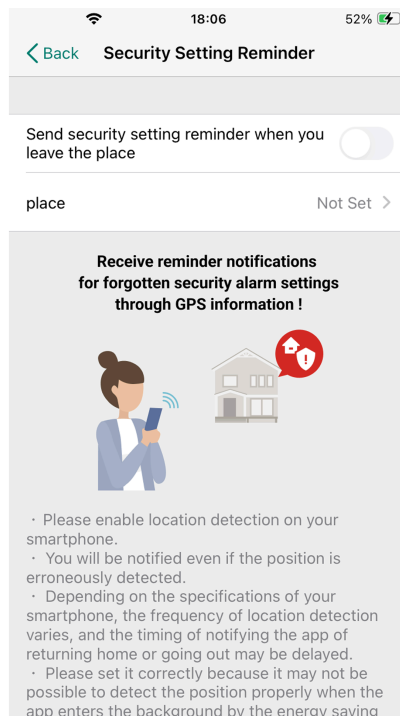 18:06
52%
Back
Security Setting Reminder
Send security setting reminder when you
leave the place
place
Not Set
Receive reminder notifications
for forgotten security alarm settings
through GPS information !
· Please enable location detection on your
smartphone.
· You will be notified even if the position is
erroneously detected.
· Depending on the specifications of your
smartphone, the frequency of location detection
varies, and the timing of notifying the app of
returning home or going out may be delayed.
· Please set it correctly because it may not be
possible to detect the position properly when the
app enters the background by the energy saving